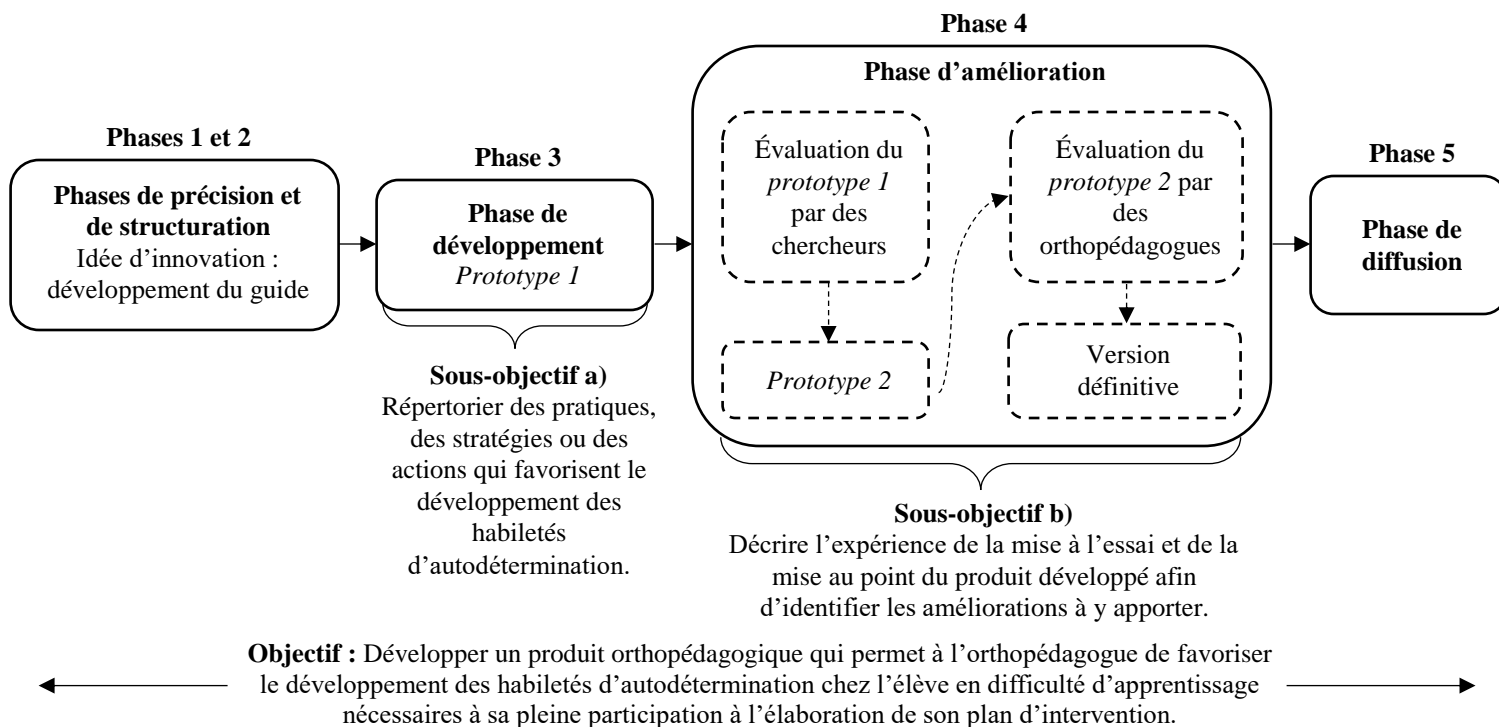 Phases 1 et 2
Phases de précision et
de structuration
Idée d’innovation :
développement du guide
Phase 3
Phase de
développement
Prototype 1
Sous-objectif a)
Répertorier des pratiques,
des stratégies ou des
actions qui favorisent le
développement des
habiletés
d’autodétermination.
Phase 4
Phase d’amélioration
Évaluation du
prototype 1
par des
chercheurs
Prototype 2
Évaluation du
prototype 2 par
des
orthopédagogues
Version
définitive
Sous-objectif b)
Décrire l’expérience de la mise à l’essai et de la
mise au point du produit développé afin
d’identifier les améliorations à y apporter.
Phase 5
Phase de
diffusion
Objectif : Développer un produit orthopédagogique qui permet à l’orthopédagogue de favoriser
le développement des habiletés d’autodétermination chez l’élève en difficulté d’apprentissage
nécessaires à sa pleine participation à l’élaboration de son plan d’intervention.